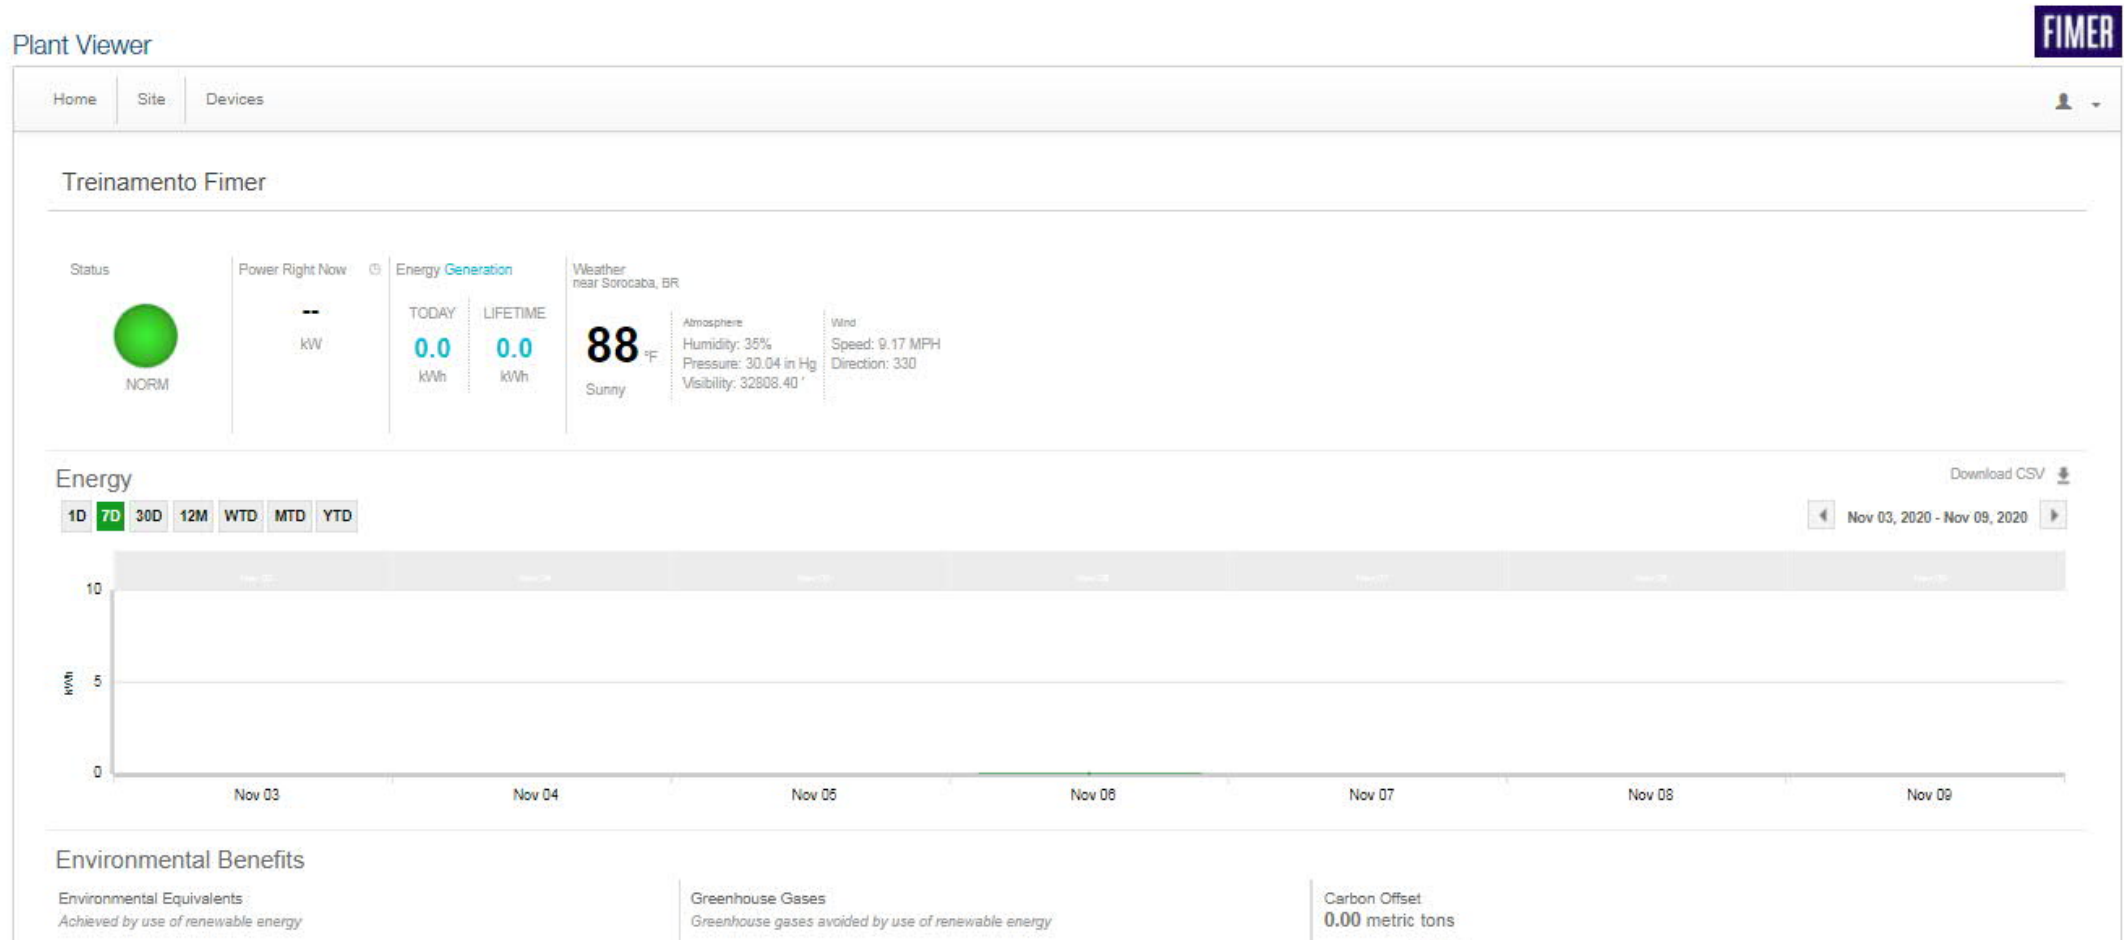 FIMER
Plant Viewer
Home Site Devices
Treinamento Fimer
Status
NORM
Power Right Now
--
kW
Energy Generation
TODAY LIFETIME
0.0 0.0
kWh kWh
Weather
near Sorocaba, BR
88 °F
Sunny
Atmosphere
Humidity: 35%
Pressure: 30.04 in Hg
Visibility: 32808.40 '
Wind
Speed: 9.17 MPH
Direction: 330
Energy
Download CSV
1D 7D 30D 12M WTD MTD YTD
Nov 03, 2020 - Nov 09, 2020
10
kWh
5
0
Nov 03 Nov 04 Nov 05 Nov 06 Nov 07 Nov 08 Nov 09
Environmental Benefits
Environmental Equivalents
Achieved by use of renewable energy
Greenhouse Gases
Greenhouse gases avoided by use of renewable energy
Carbon Offset
0.00 metric tons